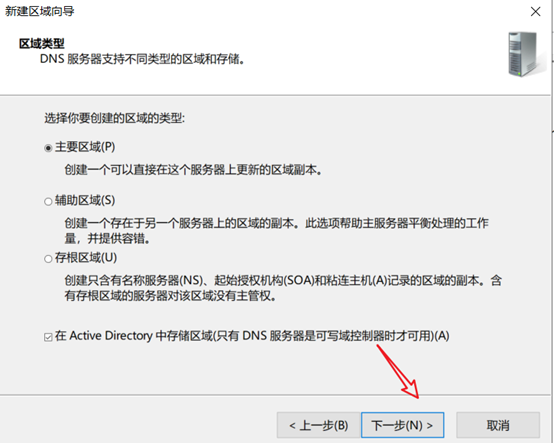 新建区域向导
区域类型
DNS 服务器支持不同类型的区域和存储。
选择你要创建的区域的类型:
主要区域(P)
创建一个可以直接在这个服务器上更新的区域副本。
辅助区域(S)
创建一个存在于另一个服务器上的区域的副本。此选项帮助主服务器平衡处理的工作
量，并提供容错。
存根区域(U)
创建只含有名称服务器(NS)、起始授权机构(SOA)和粘连主机(A)记录的区域的副本。含
有存根区域的服务器对该区域没有主管权。
在 Active Directory 中存储区域(只有 DNS 服务器是可写域控制器时才可用)(A)
< 上一步(B)
下一步(N) >
取消